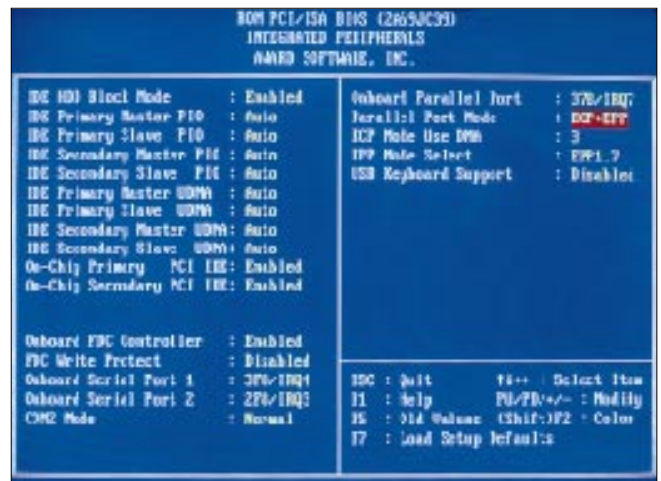 ROM PCI/ISA BIOS (2A69JC39)
INTEGRATED PERIPHERALS
AWARD SOFTWARE, INC.
IDE HDD Block Mode : Enabled
IDE Primary Master PIO : Auto
IDE Primary Slave PIO : Auto
IDE Secondary Master PIO : Auto
IDE Secondary Slave PIO : Auto
IDE Primary Master UDMA : Auto
IDE Primary Slave UDMA : Auto
IDE Secondary Master UDMA: Auto
IDE Secondary Slave UDMA: Auto
On-Chip Primary PCI IDE: Enabled
On-Chip Secondary PCI IDE: Enabled
Onboard FDC Controller : Enabled
FDC Write Protect : Disabled
Onboard Serial Port 1 : 3F8/IRQ4
Onboard Serial Port 2 : 2F8/IRQ3
COM2 Mode : Normal
Onboard Parallel Port : 378/IRQ7
Parallel Port Mode : ECP+EPP
ECP Mode Use DMA : 3
EPP Mode Select : EPP1.7
USB Keyboard Support : Disabled
ESC : Quit : Select Item
F1 : Help PU/PD/+/- : Modify
F5 : Old Values (Shift)F2 : Color
F7 : Load Setup Defaults